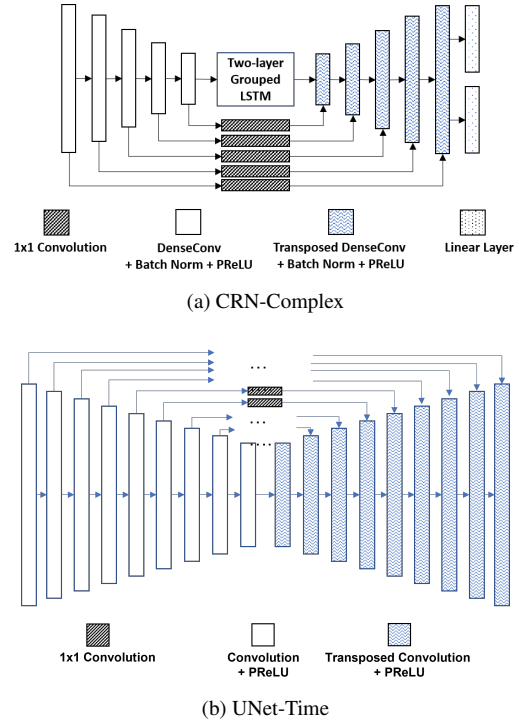 Two-layer
Grouped
LSTM
1x1 Convolution
DenseConv
+ Batch Norm + PReLU
Transposed DenseConv
+ Batch Norm + PReLU
Linear Layer
(a) CRN-Complex
...
...
...
....
1x1 Convolution
Convolution
+ PReLU
Transposed Convolution
+ PReLU
(b) UNet-Time